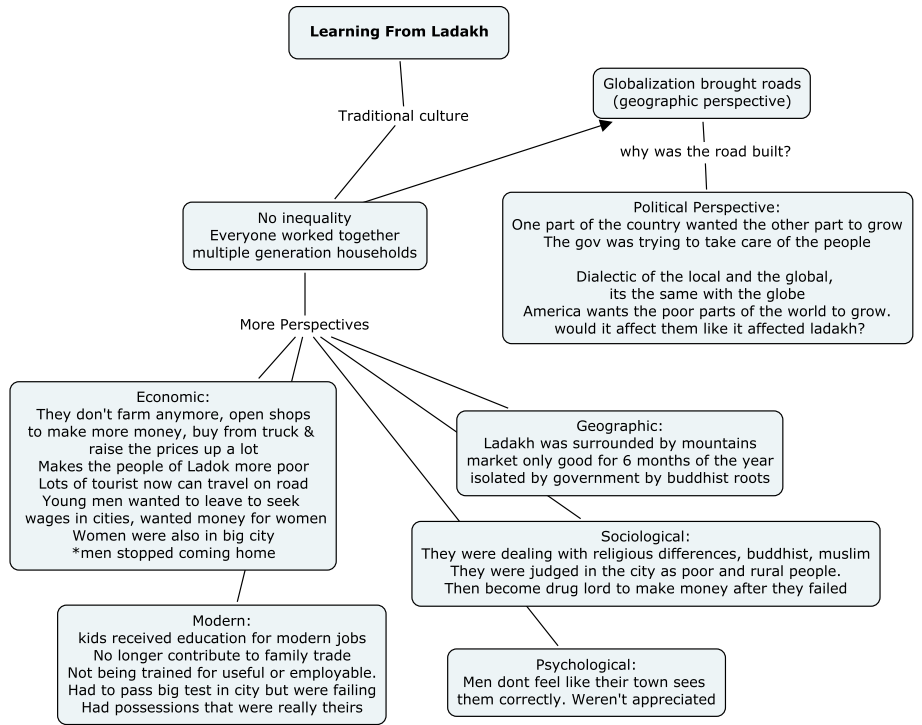 Learning From Ladakh
Traditional culture
Globalization brought roads
(geographic perspective)
why was the road built?
No inequality
Everyone worked together
multiple generation households
Political Perspective:
One part of the country wanted the other part to grow
The gov was trying to take care of the people
Dialectic of the local and the global,
its the same with the globe
America wants the poor parts of the world to grow.
would it affect them like it affected ladakh?
More Perspectives
Economic:
They don't farm anymore, open shops
to make more money, buy from truck &
raise the prices up a lot
Makes the people of Ladok more poor
Lots of tourist now can travel on road
Young men wanted to leave to seek
wages in cities, wanted money for women
Women were also in big city
*men stopped coming home
Geographic:
Ladakh was surrounded by mountains
market only good for 6 months of the year
isolated by government by buddhist roots
Sociological:
They were dealing with religious differences, buddhist, muslim
They were judged in the city as poor and rural people.
Then become drug lord to make money after they failed
Modern:
kids received education for modern jobs
No longer contribute to family trade
Not being trained for useful or employable.
Had to pass big test in city but were failing
Had possessions that were really theirs
Psychological:
Men dont feel like their town sees
them correctly. Weren't appreciated